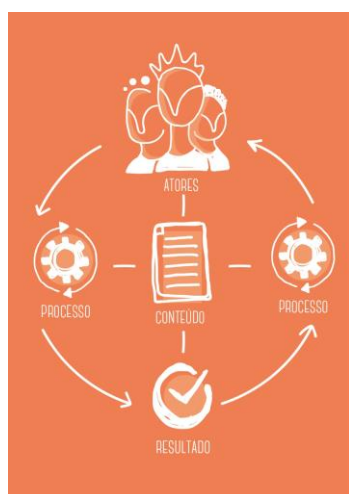 ATORES
PROCESSO
CONTEÚDO
PROCESSO
RESULTADO